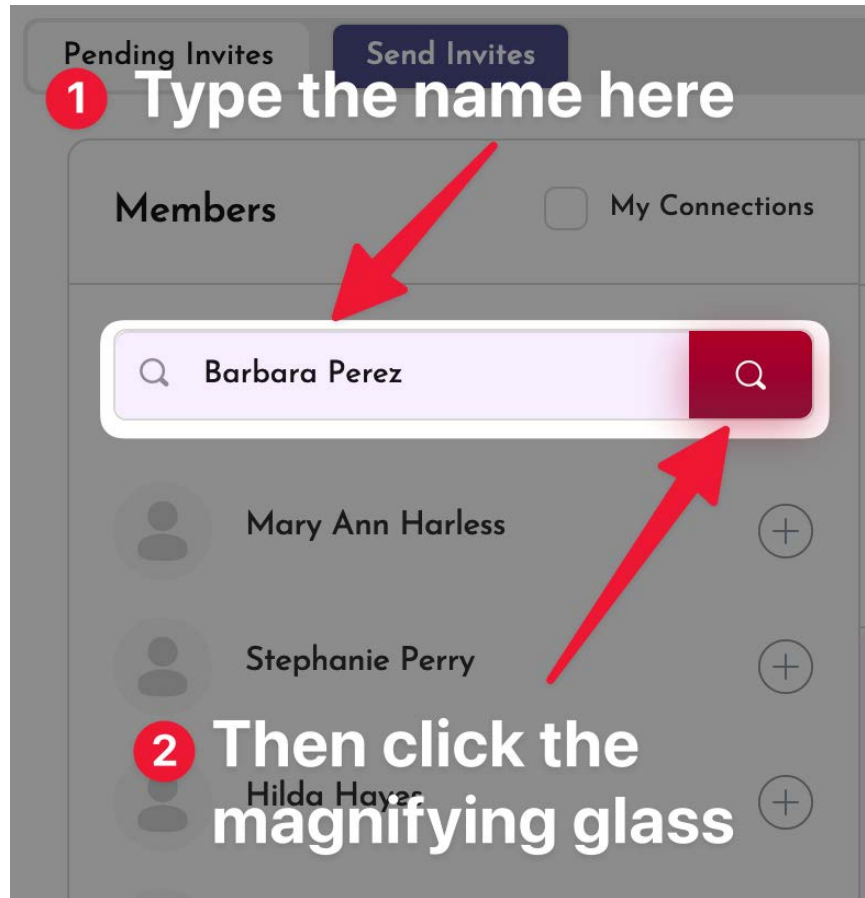 Pending Invites
Send Invites
1 Type the name here
Members
My Connections
Barbara Perez
Mary Ann Harless
Stephanie Perry
2 Then click the
Hilda Hayes
magnifying glass